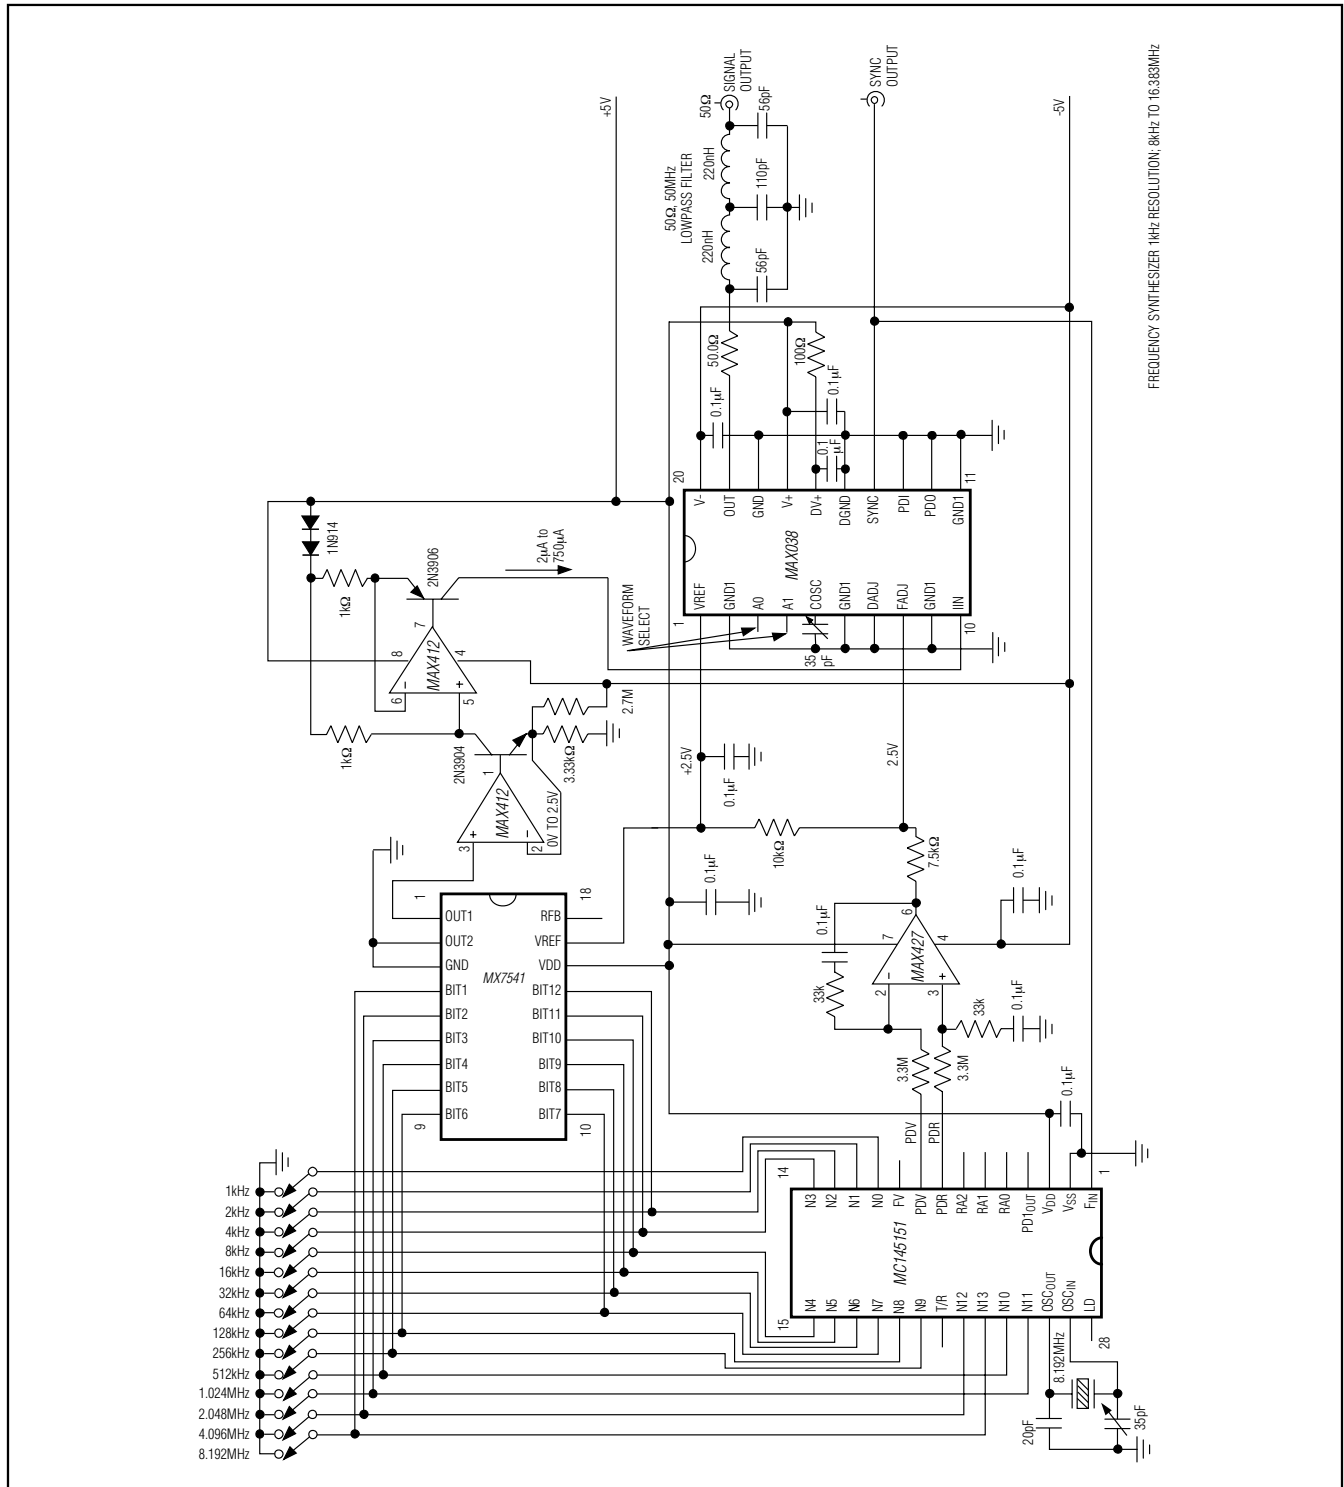 FREQUENCY SYNTHESIZER 1kHz RESOLUTION; 8kHz TO 16.383MHz
+5V
-5V
SIGNAL
OUTPUT
SYNC
OUTPUT
50Ω
56pF
220nH
110pF
50Ω, 50MHz
LOWPASS FILTER
220nH
56pF
50.0Ω
100Ω
0.1µF
0.1µF
0.1
µF
20
11
V-
OUT
GND
V+
DV+
DGND
SYNC
PDI
PDO
GND1
MAX038
VREF
GND1
A0
A1
COSC
GND1
DADJ
FADJ
GND1
IIN
1
10
WAVEFORM
SELECT
35
pF
2µA to
750µA
1N914
2N3906
1kΩ
7
8
4
MAX412
6
-
+
5
1kΩ
2N3904
2.7M
3.33kΩ
1
MAX412
3
+
-
2
0V TO 2.5V
+2.5V
0.1µF
2.5V
10kΩ
7.5kΩ
0.1µF
0.1µF
0.1µF
6
7
4
MAX427
-
+
2
3
33k
33k
0.1µF
3.3M
3.3M
0.1µF
PDV
PDR
1
18
OUT1
OUT2
GND
BIT1
BIT2
BIT3
BIT4
BIT5
BIT6
MX7541
RFB
VREF
VDD
BIT12
BIT11
BIT10
BIT9
BIT8
BIT7
9
10
1kHz
2kHz
4kHz
8kHz
16kHz
32kHz
64kHz
128kHz
256kHz
512kHz
1.024MHz
2.048MHz
4.096MHz
8.192MHz
14
1
N3
N2
N1
N0
FV
PDV
PDR
RA2
RA1
RA0
PD1OUT
VDD
VSS
FIN
MC145151
N4
N5
N6
N7
N8
N9
T/R
N12
N13
N10
N11
OSCOUT
OSCIN
LD
15
28
8.192MHz
20pF
35pF